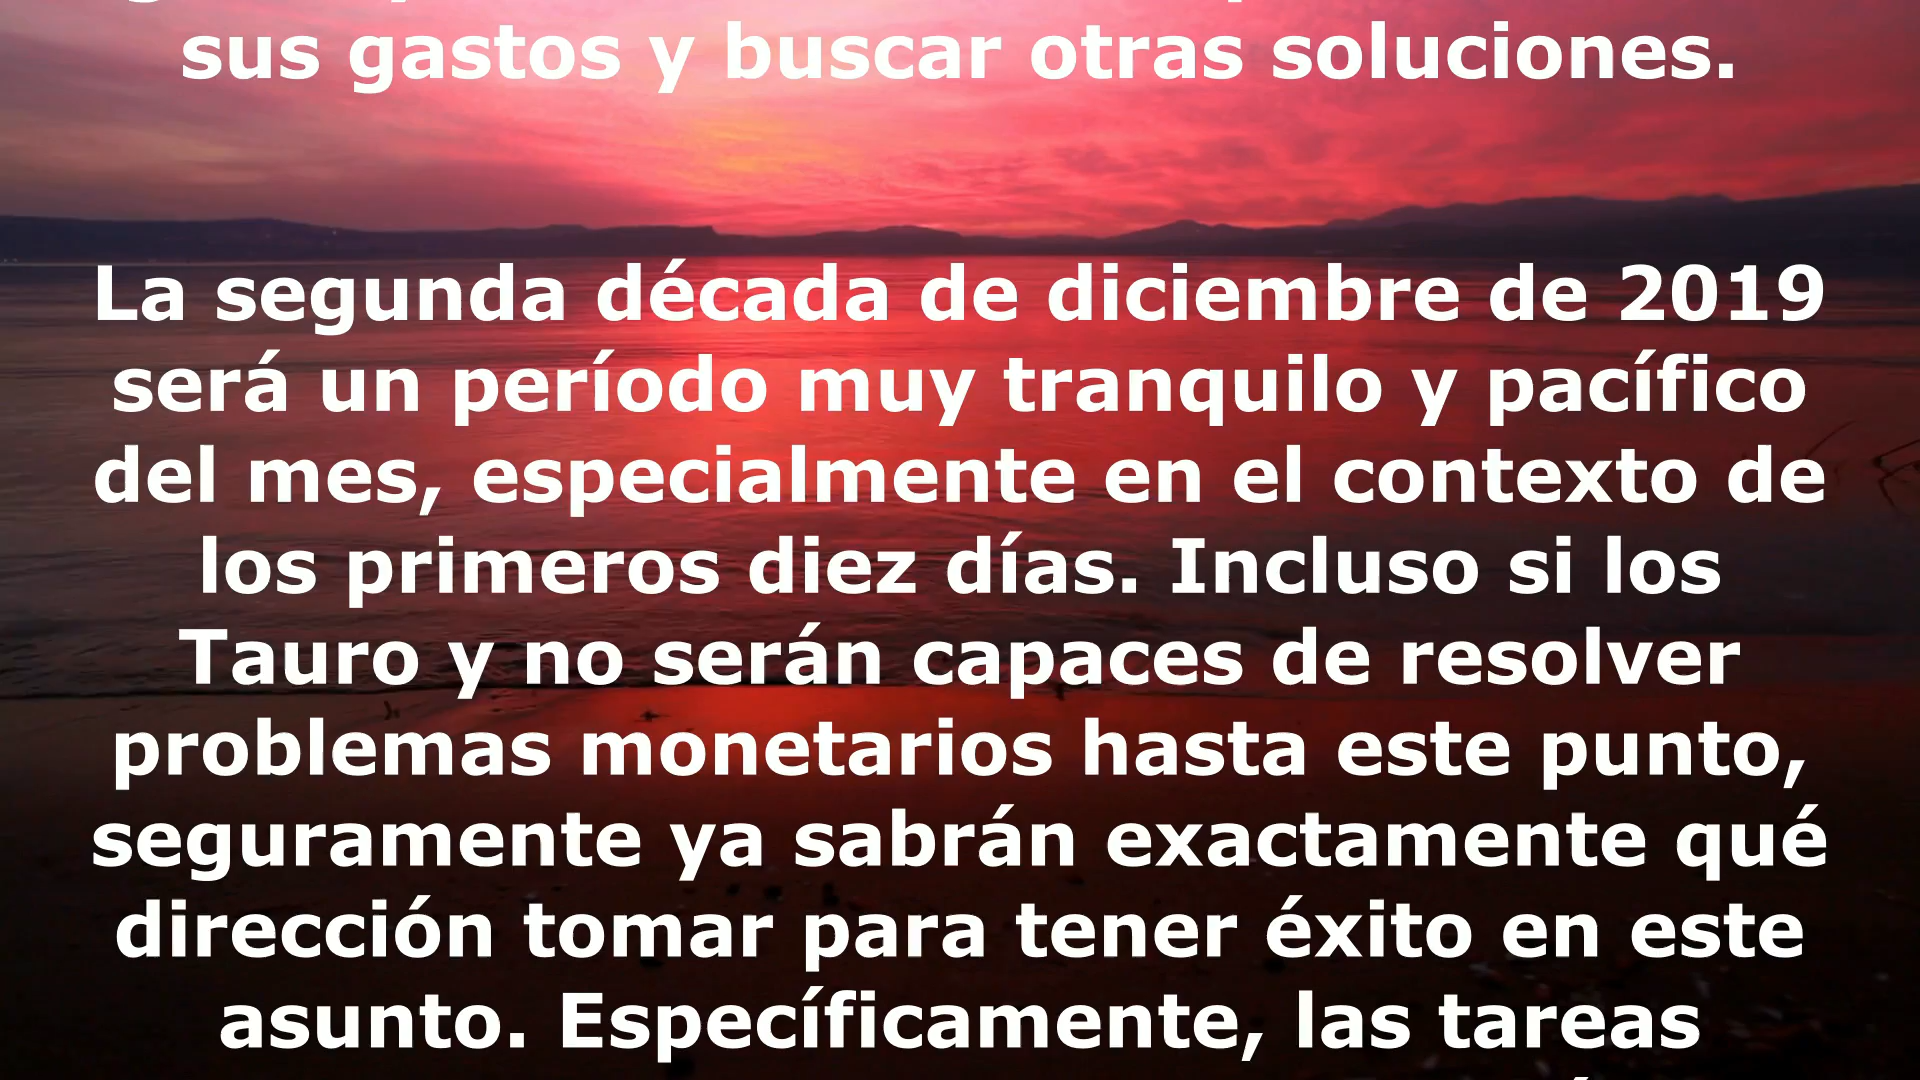 sus gastos y buscar otras soluciones.
La segunda década de diciembre de 2019
será un período muy tranquilo y pacífico
del mes, especialmente en el contexto de
los primeros diez días. Incluso si los
Tauro y no serán capaces de resolver
problemas monetarios hasta este punto,
seguramente ya sabrán exactamente qué
dirección tomar para tener éxito en este
asunto. Específicamente, las tareas